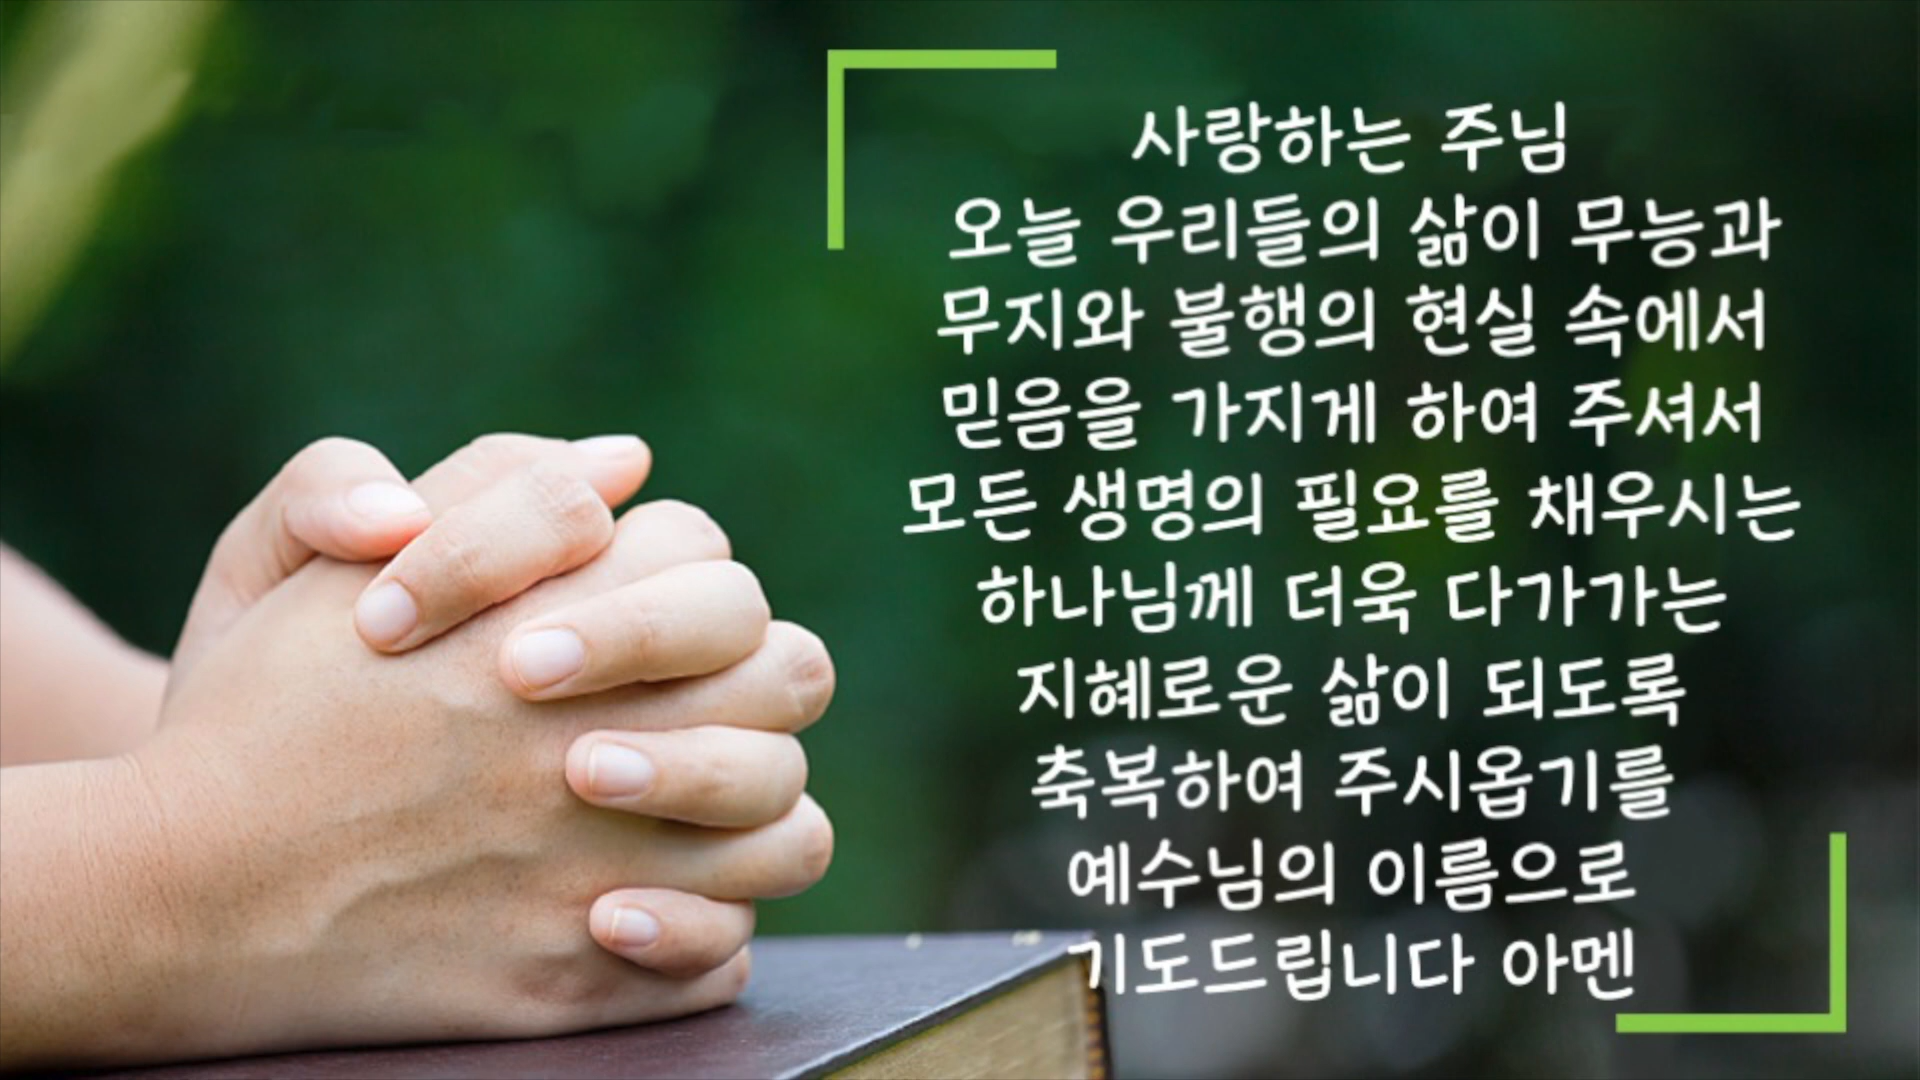 사랑하는 주님
오늘 우리들의 삶이 무능과
무지와 불행의 현실 속에서
믿음을 가지게 하여 주셔서
모든 생명의 필요를 채우시는
하나님께 더욱 다가가는
지혜로운 삶이 되도록
축복하여 주시옵기를
예수님의 이름으로
기도드립니다 아멘